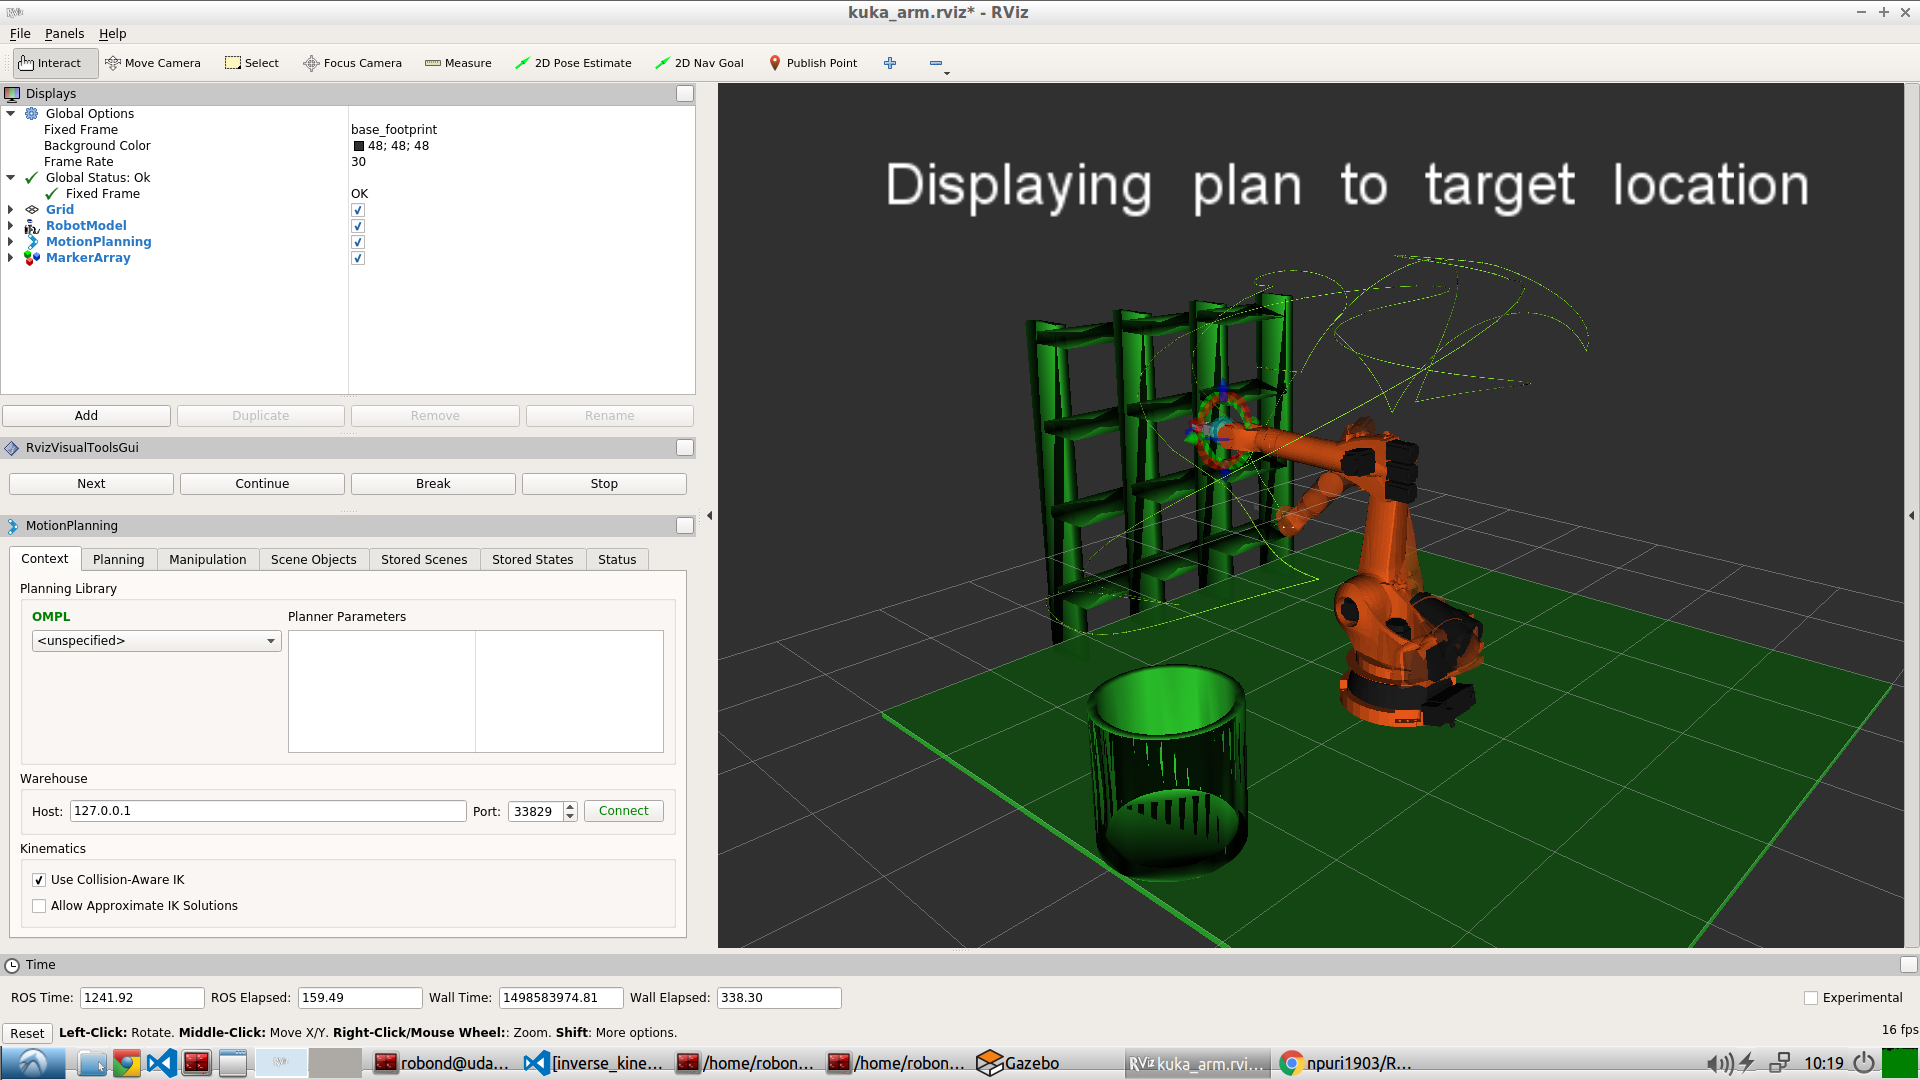 kuka_arm.rviz* - RViz
File Panels Help
Interact Move Camera Select Focus Camera Measure 2D Pose Estimate 2D Nav Goal Publish Point
Displays
Global Options
Fixed Frame base_footprint
Background Color 48; 48; 48
Frame Rate 30
Global Status: Ok
Fixed Frame OK
Grid
RobotModel
MotionPlanning
MarkerArray
Add Duplicate Remove Rename
RvizVisualToolsGui
Next Continue Break Stop
MotionPlanning
Context Planning Manipulation Scene Objects Stored Scenes Stored States Status
Planning Library
OMPL Planner Parameters
<unspecified>
Warehouse
Host: 127.0.0.1 Port: 33829 Connect
Kinematics
Use Collision-Aware IK
Allow Approximate IK Solutions
Displaying plan to target location
Time
ROS Time: 1241.92 ROS Elapsed: 159.49 Wall Time: 1498583974.81 Wall Elapsed: 338.30 Experimental
Reset Left-Click: Rotate. Middle-Click: Move X/Y. Right-Click/Mouse Wheel:: Zoom. Shift: More options. 16 fps
robond@uda... [inverse_kine... /home/robon... /home/robon... Gazebo RViz kuka_arm.rvi... npuri1903/R... 10:19